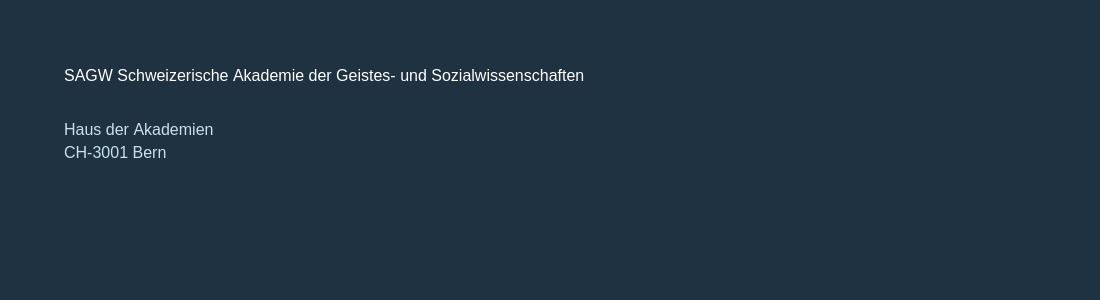 SAGW Schweizerische Akademie der Geistes- und Sozialwissenschaften
Haus der Akademien
CH-3001 Bern